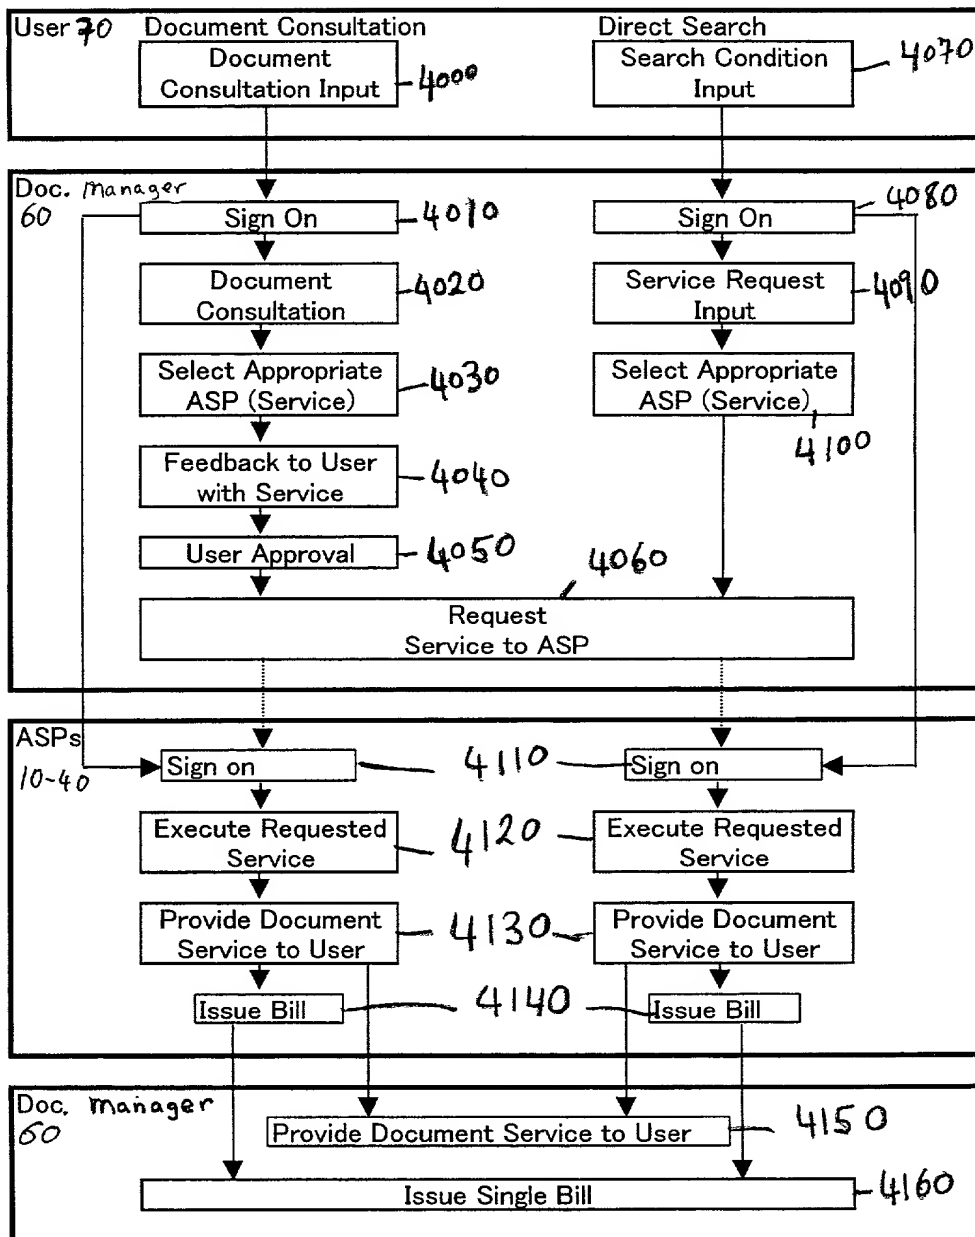 User 70 Document Consultation Direct Search
Document
Consultation Input
4000
Search Condition
Input
4070
Doc. manager
60
Sign On
4010
Sign On
4080
Document
Consultation
4020
Service Request
Input
4090
Select Appropriate
ASP (Service)
4030
Select Appropriate
ASP (Service)
4100
Feedback to User
with Service
4040
User Approval
4050
4060
Request
Service to ASP
ASPs
10-40
Sign on
4110
Sign on
Execute Requested
Service
4120
Execute Requested
Service
Provide Document
Service to User
4130
Provide Document
Service to User
Issue Bill
4140
Issue Bill
Doc. manager
60
Provide Document Service to User
4150
Issue Single Bill
4160